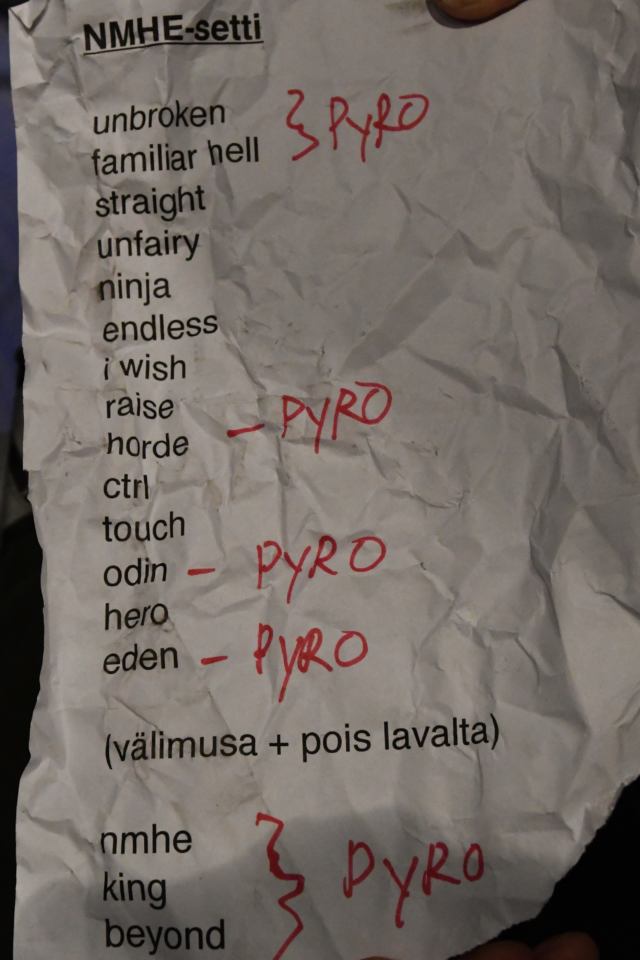 NMHE-setti
unbroken } PYRO
familiar hell
straight
unfairy
ninja
endless
i wish
raise
horde – PYRO
ctrl
touch
odin – PYRO
hero
eden – PYRO
(välimusa + pois lavalta)
nmhe
king } PYRO
beyond